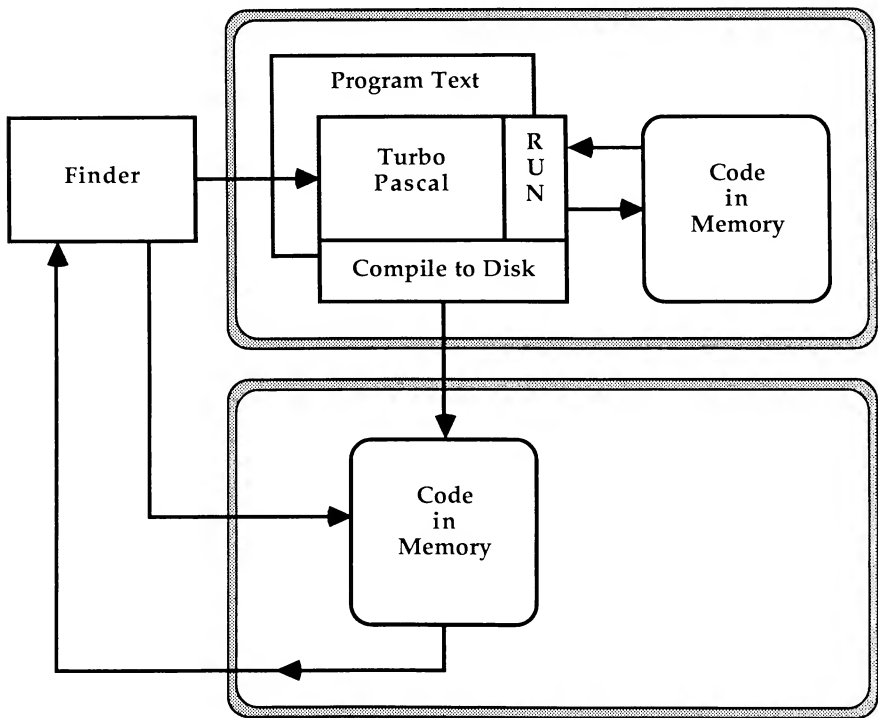 Program Text
Finder
Turbo
Pascal
R
U
N
Code
in
Memory
Compile to Disk
Code
in
Memory